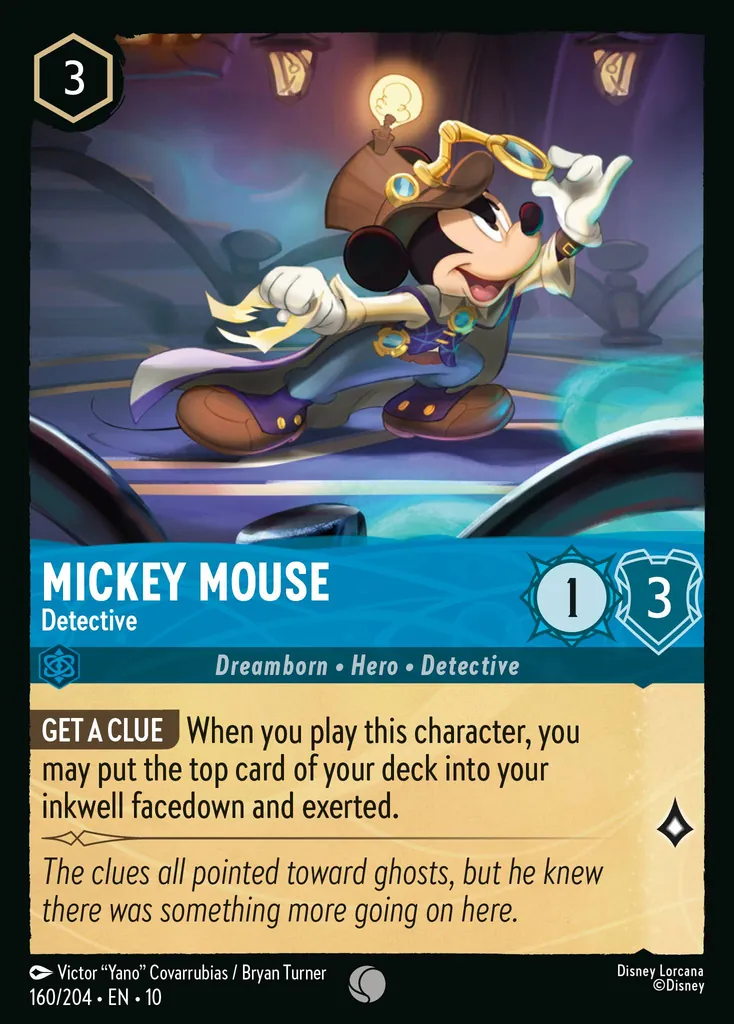 3
MICKEY MOUSE
Detective
1
3
Dreamborn • Hero • Detective
GET A CLUE When you play this character, you
may put the top card of your deck into your
inkwell facedown and exerted.
The clues all pointed toward ghosts, but he knew
there was something more going on here.
Victor “Yano” Covarrubias / Bryan Turner
160/204 • EN • 10
Disney Lorcana
©Disney